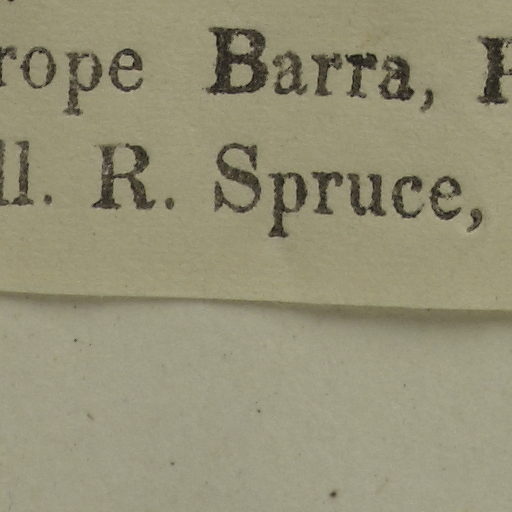 rope Barra, P
ll. R. Spruce,